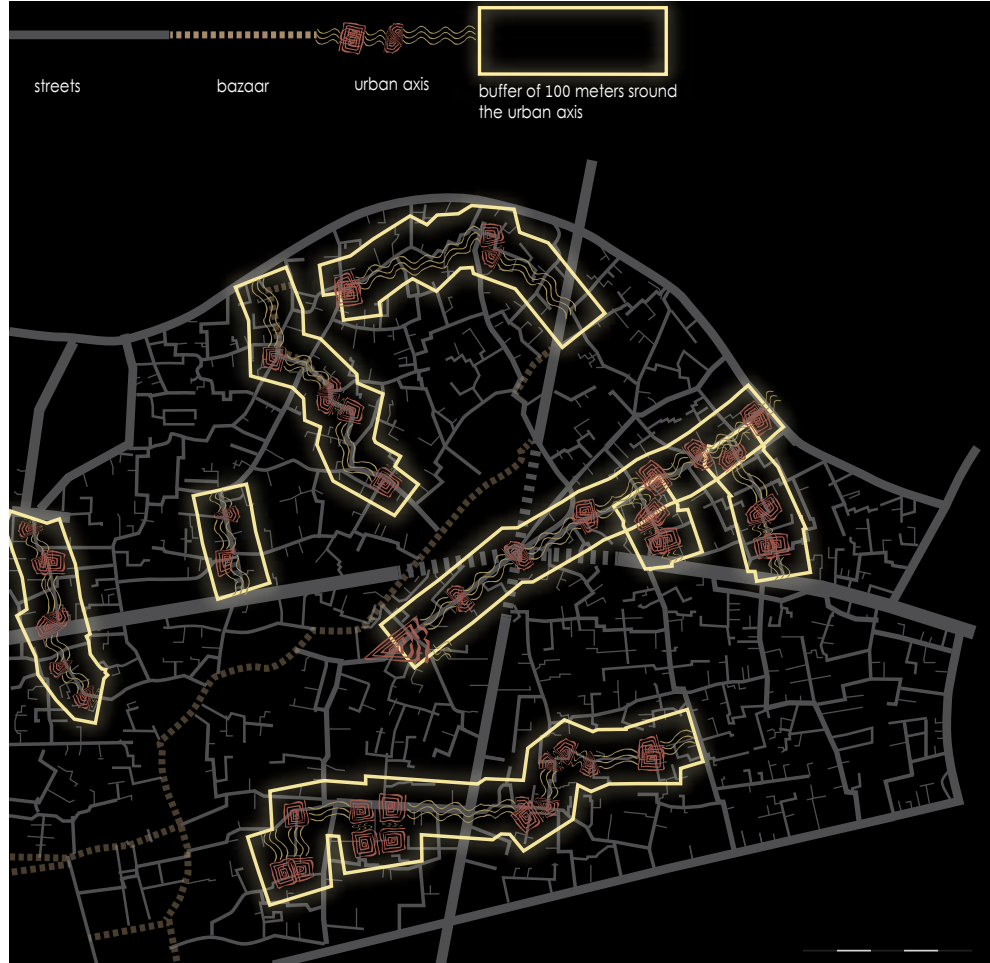 streets
bazaar
urban axis
buffer of 100 meters sround
the urban axis